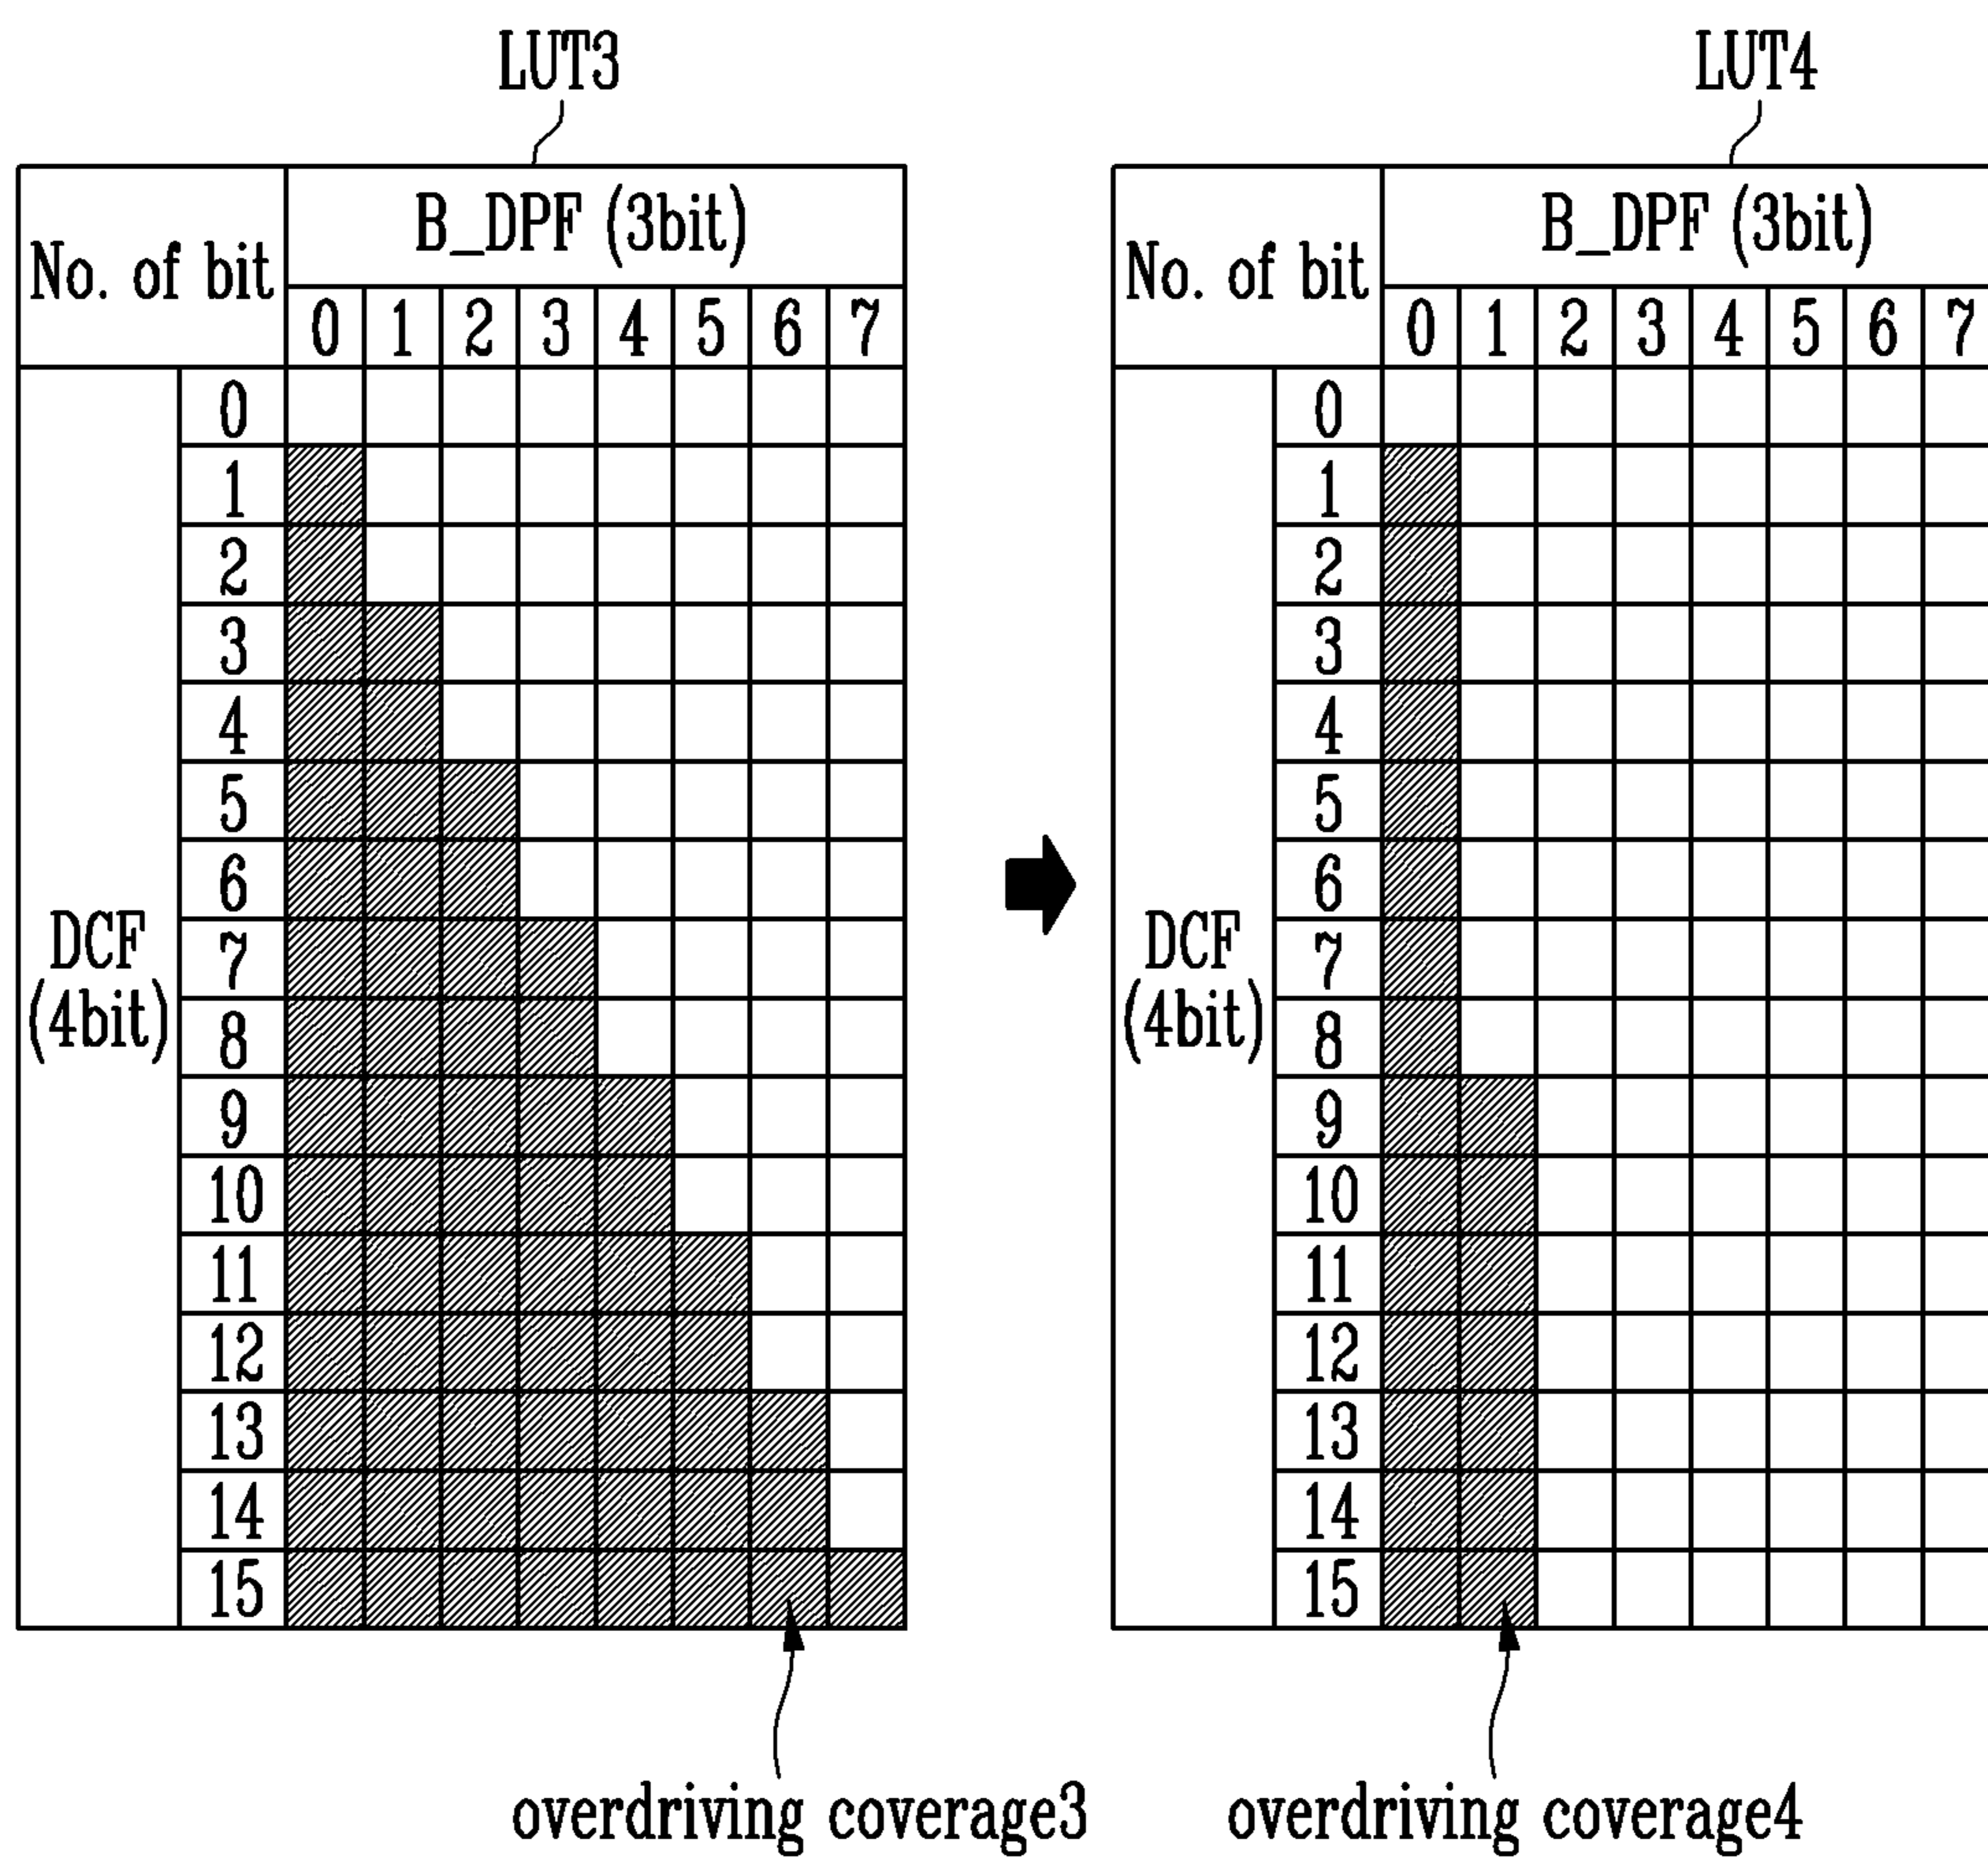 LUT3
No. of bit
B_DPF (3bit)
0 1 2 3 4 5 6 7
DCF
(4bit)
0
1
2
3
4
5
6
7
8
9
10
11
12
13
14
15
overdriving coverage3
LUT4
No. of bit
B_DPF (3bit)
0 1 2 3 4 5 6 7
DCF
(4bit)
0
1
2
3
4
5
6
7
8
9
10
11
12
13
14
15
overdriving coverage4